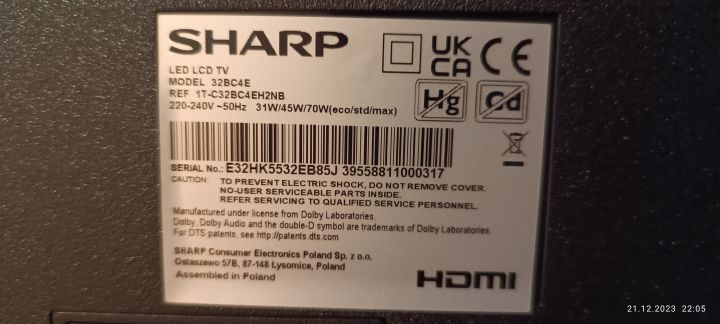 SHARP
UK
CA
CE
LED LCD TV
MODEL 32BC4E
REF 1T-C32BC4EH2NB
220-240V ~50Hz 31W/45W/70W(eco/std/max)
Hg
Cd
SERIAL No.: E32HK5532EB85J 39558811000317
CAUTION: TO PREVENT ELECTRIC SHOCK, DO NOT REMOVE COVER.
NO-USER SERVICEABLE PARTS INSIDE.
REFER SERVICING TO QUALIFIED SERVICE PERSONNEL.
Manufactured under license from Dolby Laboratories.
Dolby, Dolby Audio and the double-D symbol are trademarks of Dolby Laboratories.
For DTS patents, see http://patents.dts.com
SHARP Consumer Electronics Poland Sp. z o.o.
Ostaszewo 57B, 87-148 Łysomice, Poland
Assembled in Poland
HDMI
21.12.2023 22:05